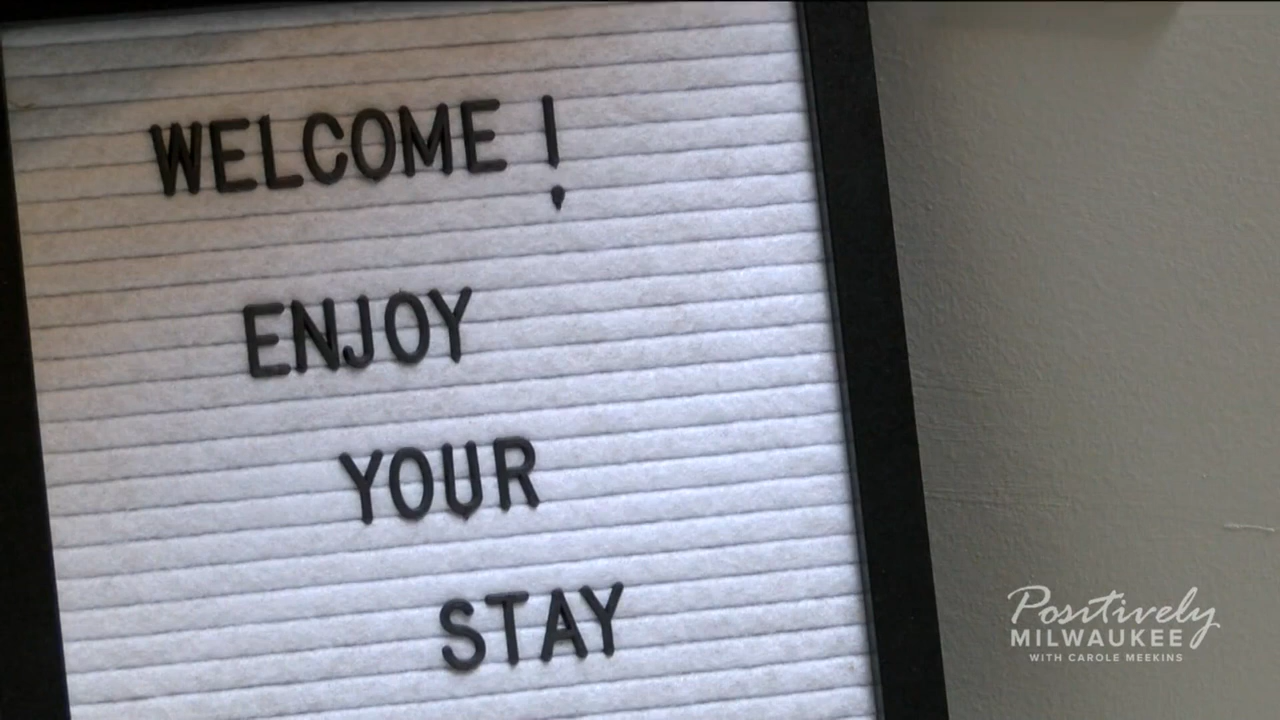 WELCOME !
ENJOY
YOUR
STAY
Positively
MILWAUKEE
WITH CAROLE MEEKINS